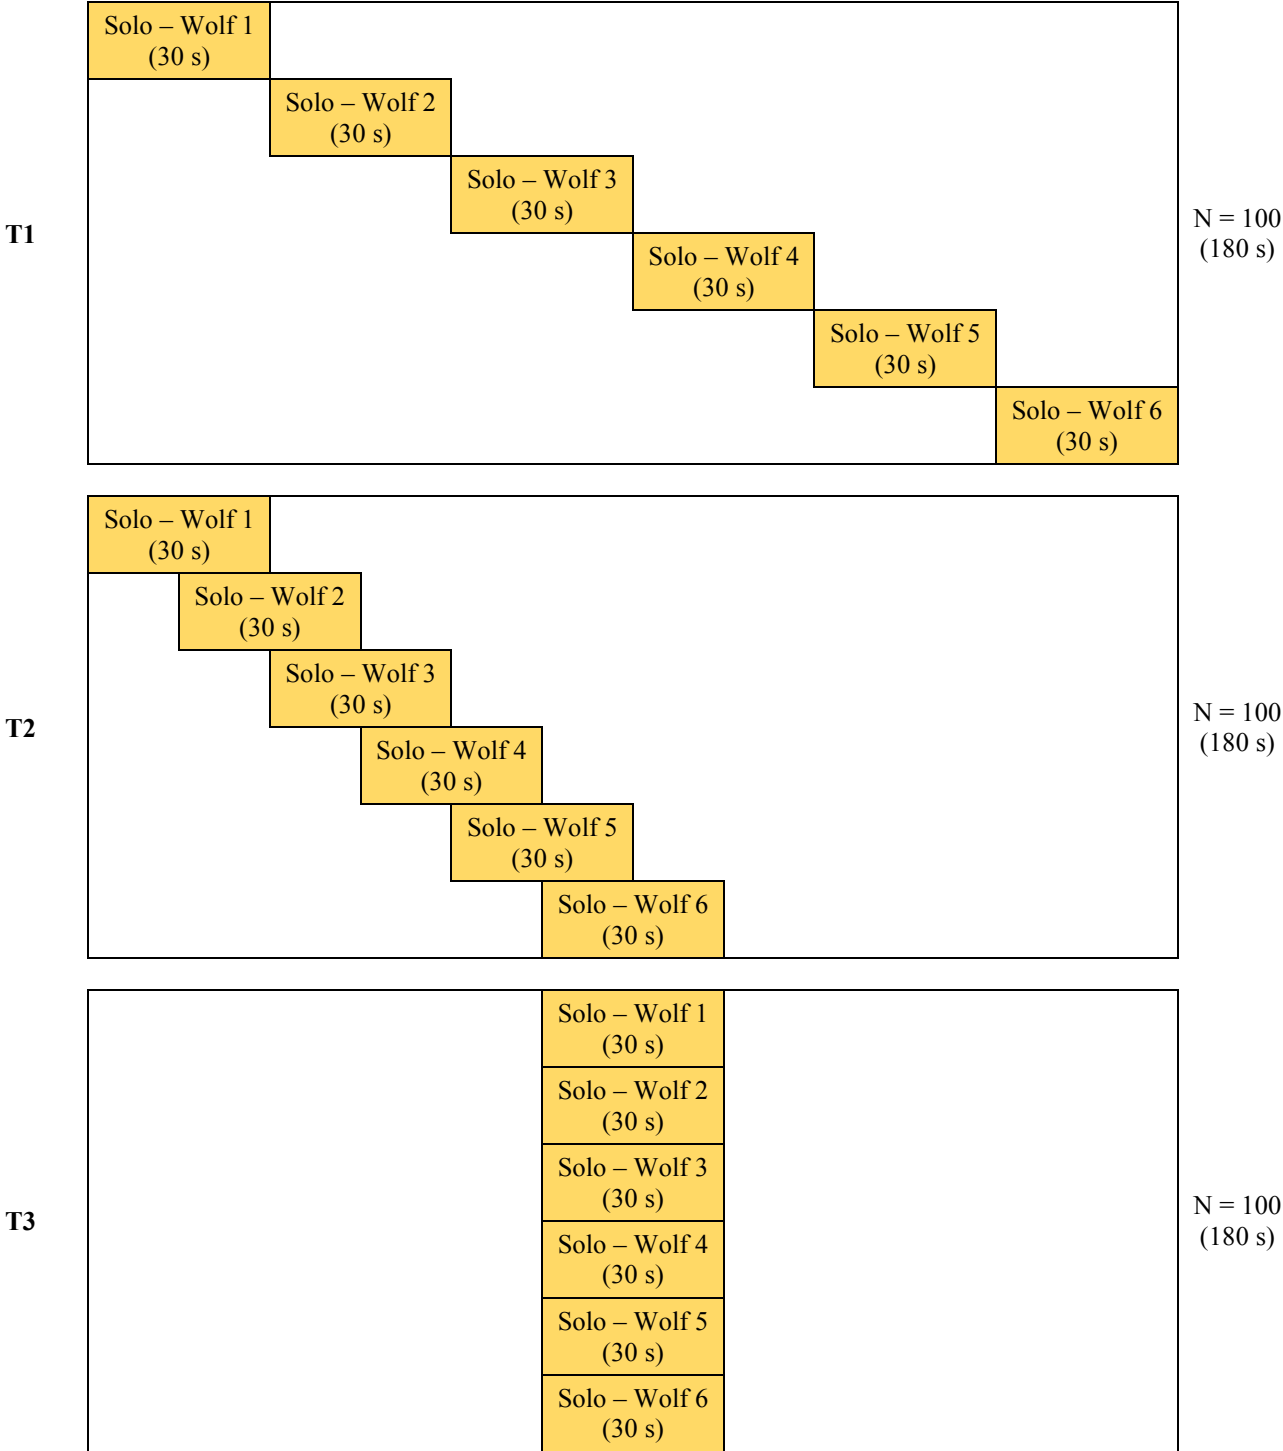 Solo – Wolf 1
(30 s)
Solo – Wolf 2
(30 s)
Solo – Wolf 3
(30 s)
T1
N = 100
(180 s)
Solo – Wolf 4
(30 s)
Solo – Wolf 5
(30 s)
Solo – Wolf 6
(30 s)
Solo – Wolf 1
(30 s)
Solo – Wolf 2
(30 s)
Solo – Wolf 3
(30 s)
T2
N = 100
(180 s)
Solo – Wolf 4
(30 s)
Solo – Wolf 5
(30 s)
Solo – Wolf 6
(30 s)
Solo – Wolf 1
(30 s)
Solo – Wolf 2
(30 s)
Solo – Wolf 3
(30 s)
T3
N = 100
(180 s)
Solo – Wolf 4
(30 s)
Solo – Wolf 5
(30 s)
Solo – Wolf 6
(30 s)